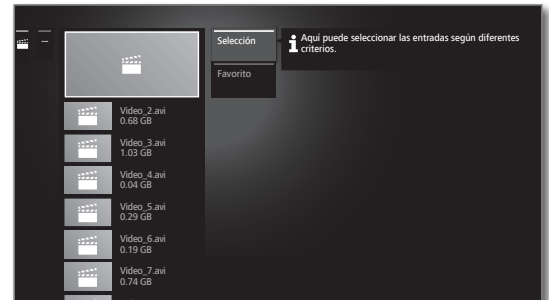 Selección
Aquí puede seleccionar las entradas según diferentes
criterios.
Favorito
Video_2.avi
0.68 GB
Video_3.avi
1.03 GB
Video_4.avi
0.04 GB
Video_5.avi
0.29 GB
Video_6.avi
0.19 GB
Video_7.avi
0.74 GB